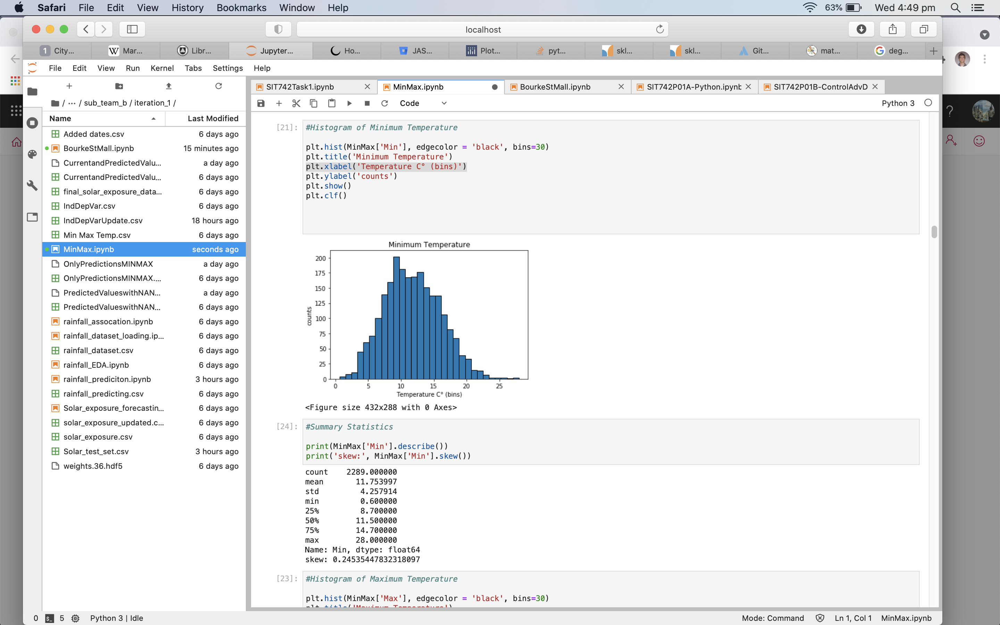 Safari File Edit View History Bookmarks Window Help 63% Wed 4:49 pm
localhost
1 City... W Mar... Libr... Jupyter... Ho... JAS... Plot... pyt... skl... skl... Git... mat... G deg...
File Edit View Run Kernel Tabs Settings Help
SIT742Task1.ipynb MinMax.ipynb BourkeStMall.ipynb SIT742P01A-Python.ipynb SIT742P01B-ControlAdvD
/ ... / sub_team_b / iteration_1 /
Code Python 3
Name Last Modified
Added dates.csv 6 days ago
BourkeStMall.ipynb 15 minutes ago
CurrentandPredictedValu... a day ago
CurrentandPredictedValu... 6 days ago
final_solar_exposure_data... 6 days ago
IndDepVar.csv 6 days ago
IndDepVarUpdate.csv 18 hours ago
Min Max Temp.csv 6 days ago
MinMax.ipynb seconds ago
OnlyPredictionsMINMAX a day ago
OnlyPredictionsMINMAX.... 6 days ago
PredictedValueswithNAN... a day ago
PredictedValueswithNAN... 6 days ago
rainfall_assocation.ipynb 6 days ago
rainfall_dataset_loading.ip... 6 days ago
rainfall_dataset.csv 6 days ago
rainfall_EDA.ipynb 6 days ago
rainfall_prediciton.ipynb 3 hours ago
rainfall_predicting.csv 6 days ago
Solar_exposure_forecastin... 6 days ago
solar_exposure_updated.c... 6 days ago
solar_exposure.csv 6 days ago
Solar_test_set.csv 3 hours ago
weights.36.hdf5 6 days ago
[21]: #Histogram of Minimum Temperature
plt.hist(MinMax['Min'], edgecolor = 'black', bins=30)
plt.title('Minimum Temperature')
plt.xlabel('Temperature C° (bins)')
plt.ylabel('counts')
plt.show()
plt.clf()
Minimum Temperature
200
175
150
125
100
75
50
25
0
counts
0 5 10 15 20 25
Temperature C° (bins)
<Figure size 432x288 with 0 Axes>
[24]: #Summary Statistics
print(MinMax['Min'].describe())
print('skew:', MinMax['Min'].skew())
count 2289.000000
mean 11.753997
std 4.257914
min 0.600000
25% 8.700000
50% 11.500000
75% 14.700000
max 28.000000
Name: Min, dtype: float64
skew: 0.24535447832318097
[23]: #Histogram of Maximum Temperature
plt.hist(MinMax['Max'], edgecolor = 'black', bins=30)
plt.title('Maximum Temperature')
0 $_ 5 Python 3 | Idle Mode: Command Ln 1, Col 1 MinMax.ipynb